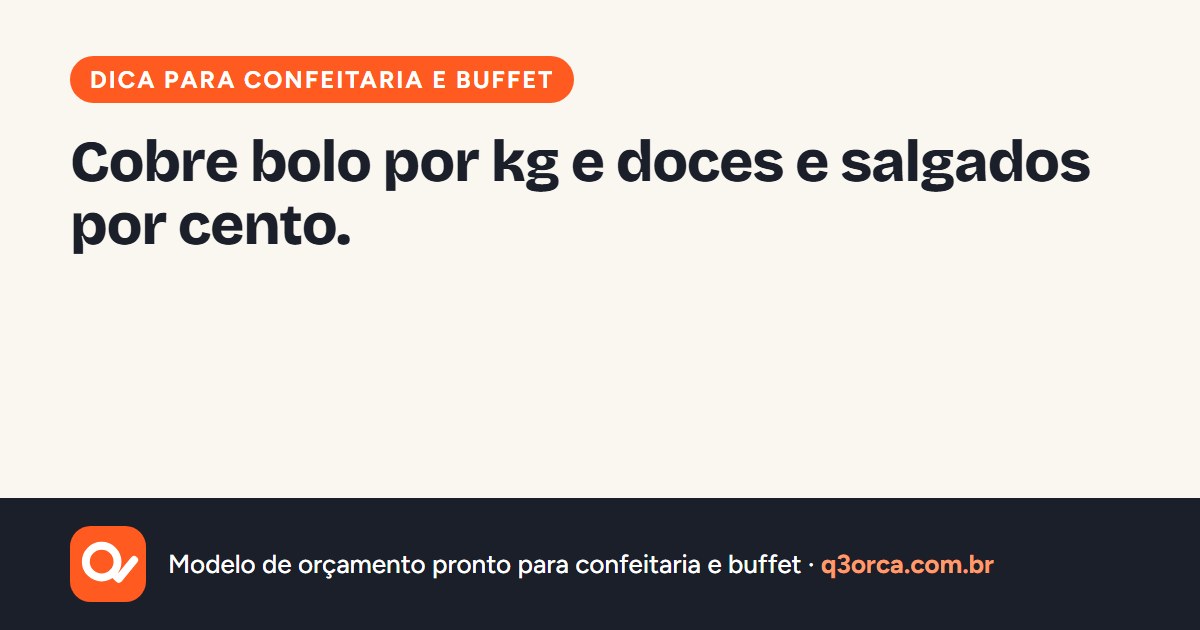 DICA PARA CONFEITARIA E BUFFET
Cobre bolo por kg e doces e salgados
por cento.
Modelo de orçamento pronto para confeitaria e buffet · q3orca.com.br